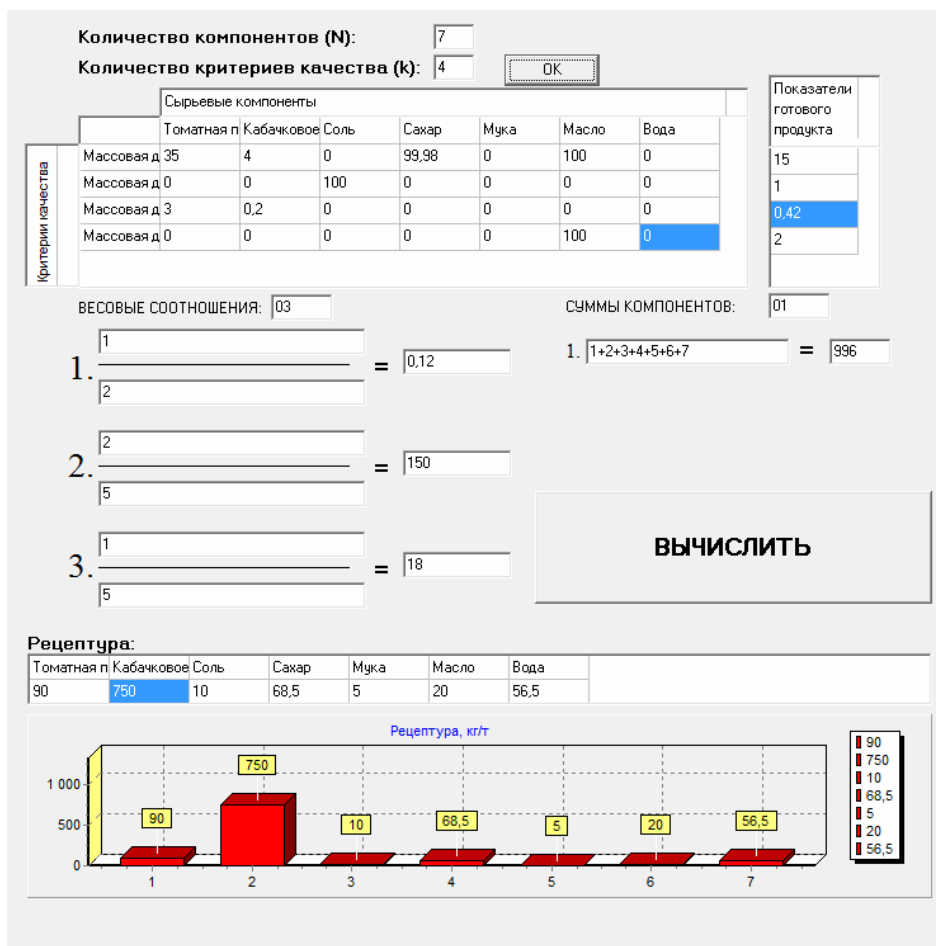 Количество компонентов (N): 7
Количество критериев качества (k): 4 OK
Сырьевые компоненты
Томатная п Кабачковое Соль Сахар Мука Масло Вода
Критерии качества
Массовая д 35 4 0 99,98 0 100 0
Массовая д 0 0 100 0 0 0 0
Массовая д 3 0,2 0 0 0 0 0
Массовая д 0 0 0 0 0 100 0
Показатели
готового
продукта
15
1
0,42
2
ВЕСОВЫЕ СООТНОШЕНИЯ: 03
СУММЫ КОМПОНЕНТОВ: 01
1. 1
2
= 0,12
1. 1+2+3+4+5+6+7 = 996
2. 2
5
= 150
3. 1
5
= 18
ВЫЧИСЛИТЬ
Рецептура:
Томатная п Кабачковое Соль Сахар Мука Масло Вода
90 750 10 68,5 5 20 56,5
Рецептура, кг/т
1 000
500
0
90 750 10 68,5 5 20 56,5
1 2 3 4 5 6 7
90
750
10
68,5
5
20
56,5